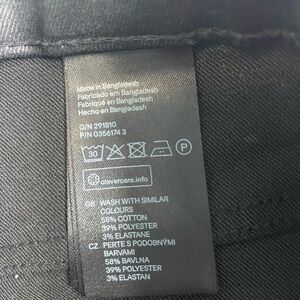 Made in Bangladesh
Fabricado em Bangladesh
Fabriqué en Bangladesh
Hecho en Bangladesh
O/N 291810
P/N 0356174 3
30
P
clevercare.info
GB WASH WITH SIMILAR
COLOURS
58% COTTON
39% POLYESTER
3% ELASTANE
CZ PERTE S PODOBNÝMI
BARVAMI
58% BAVLNA
39% POLYESTER
3% ELASTAN